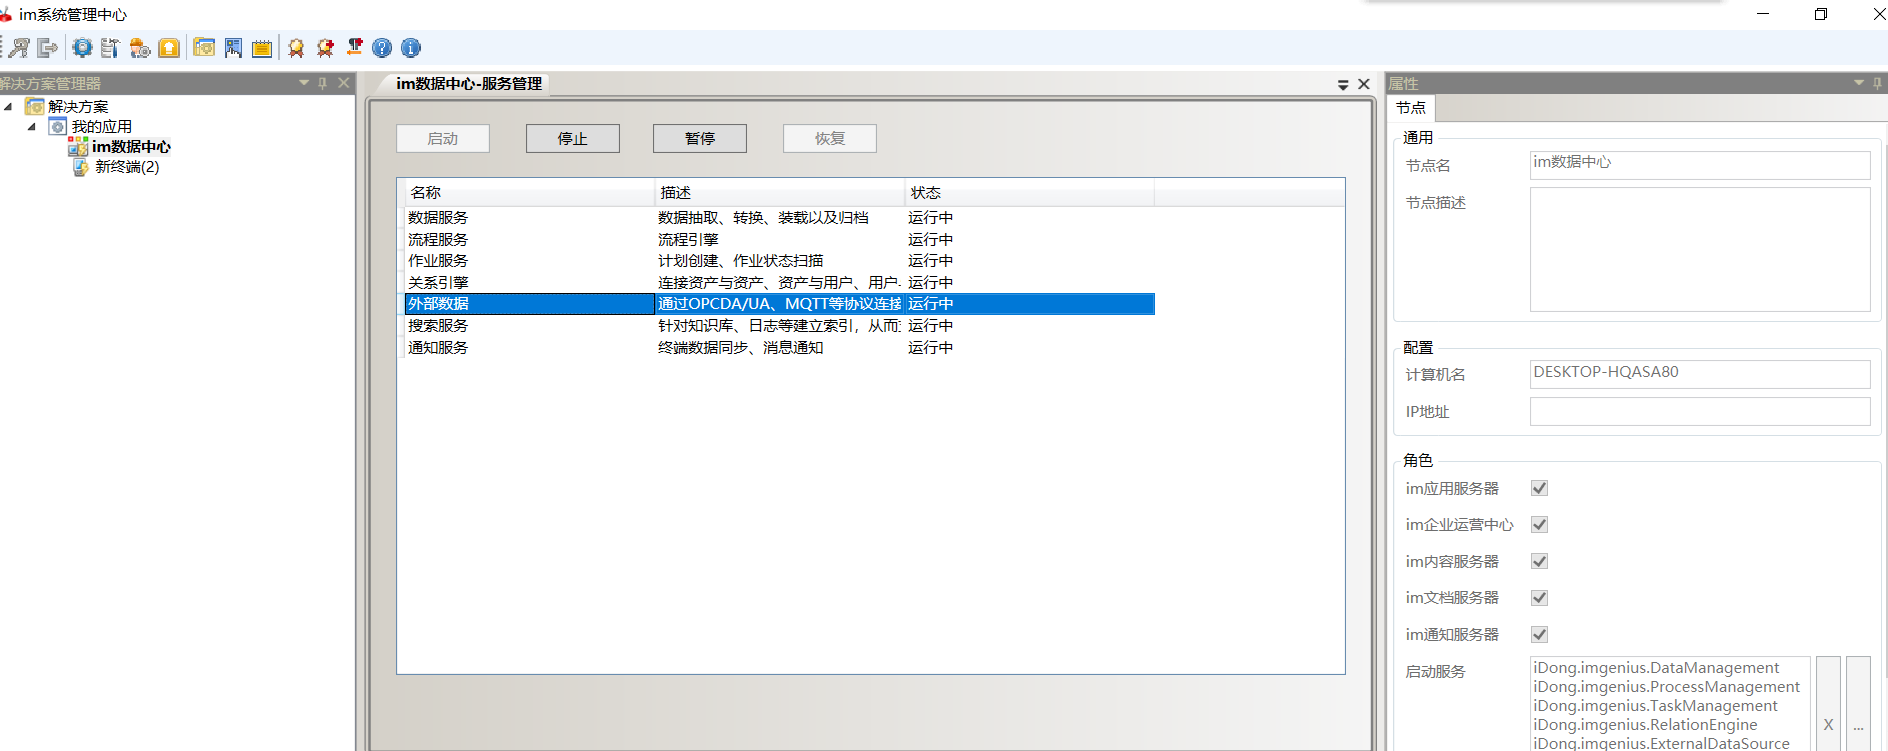 im系统管理中心
解决方案管理器
解决方案
我的应用
im数据中心
新终端(2)
im数据中心-服务管理
启动
停止
暂停
恢复
名称 描述 状态
数据服务 数据抽取、转换、装载以及归档 运行中
流程服务 流程引擎 运行中
作业服务 计划创建、作业状态扫描 运行中
关系引擎 连接资产与资产、资产与用户、用户 运行中
外部数据 通过OPCDA/UA、MQTT等协议连接 运行中
搜索服务 针对知识库、日志等建立索引，从而 运行中
通知服务 终端数据同步、消息通知 运行中
属性
节点
通用
节点名 im数据中心
节点描述
配置
计算机名 DESKTOP-HQASA80
IP地址
角色
im应用服务器
im企业运营中心
im内容服务器
im文档服务器
im通知服务器
启动服务
iDong.imgenius.DataManagement
iDong.imgenius.ProcessManagement
iDong.imgenius.TaskManagement
iDong.imgenius.RelationEngine
iDong.imgenius.ExternalDataSource
X
...